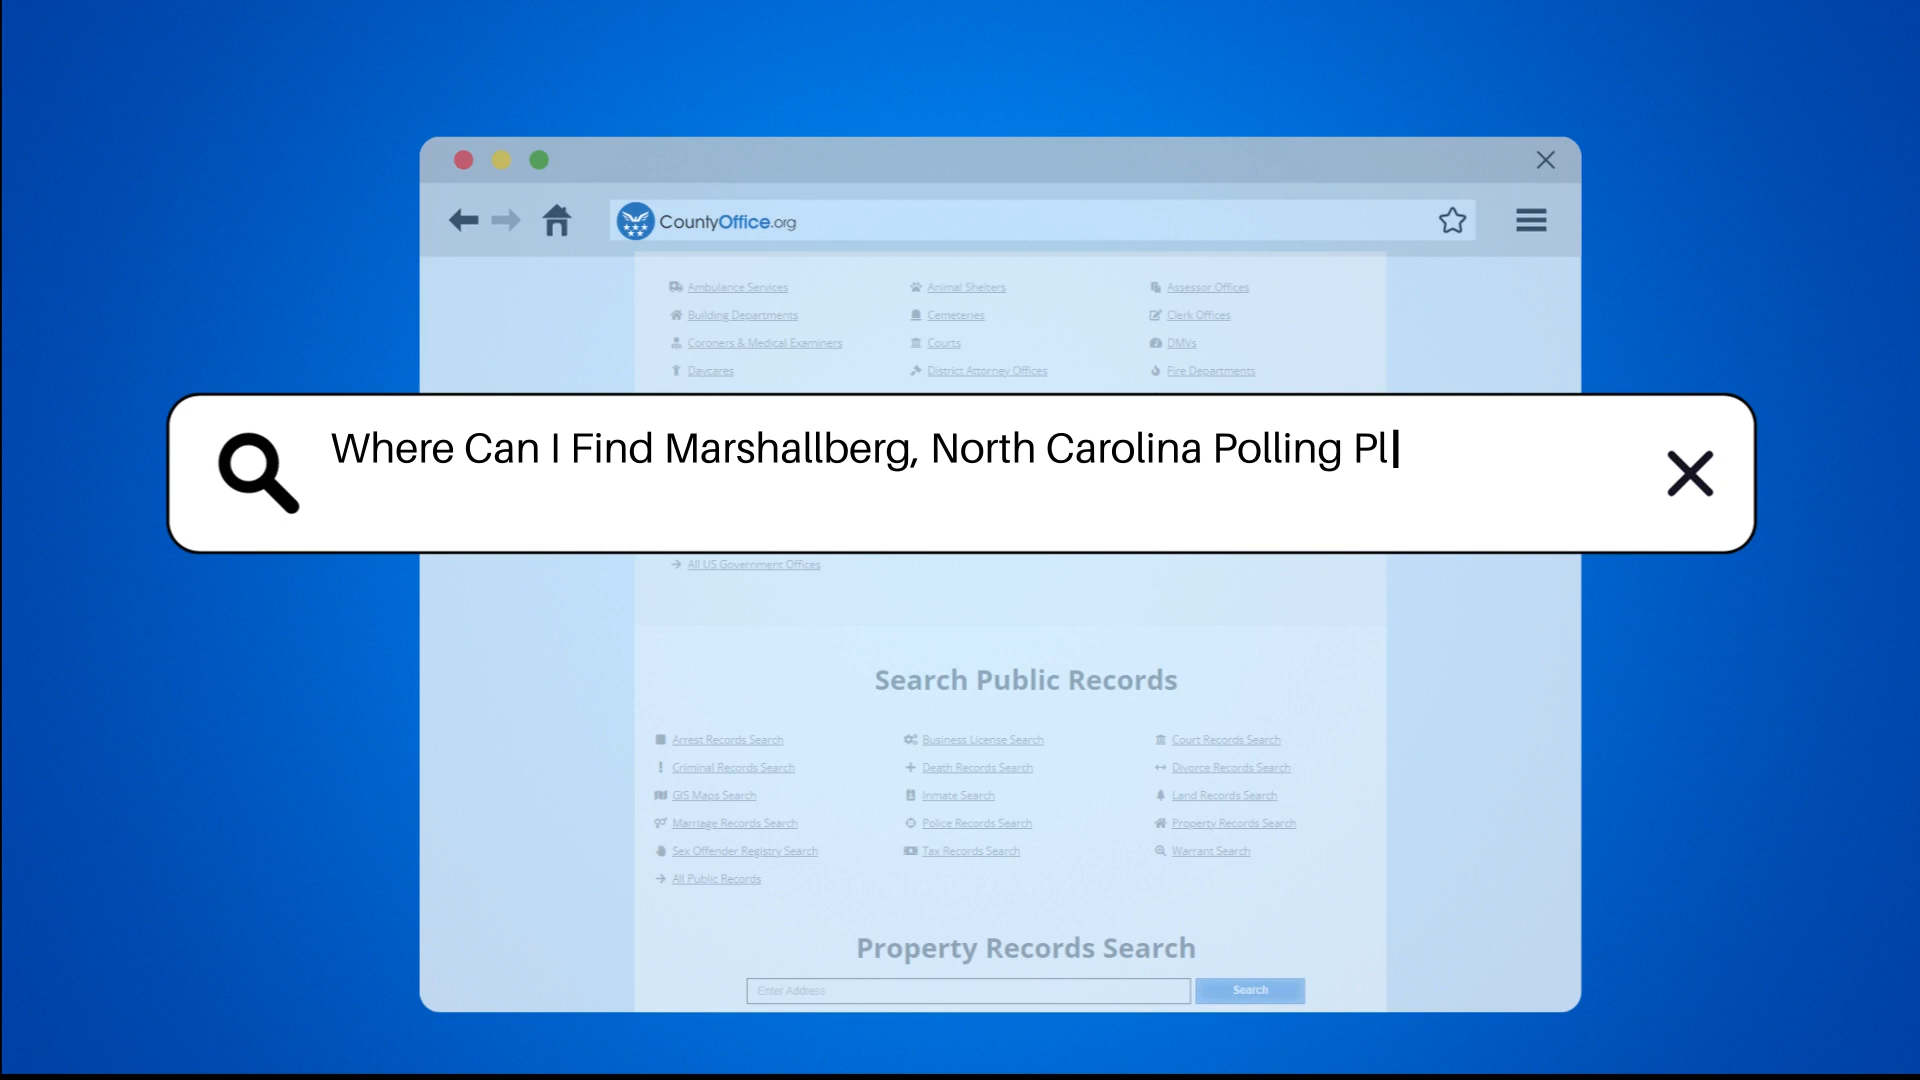 CountyOffice.org
Ambulance Services Animal Shelters Assessor Offices
Building Departments Cemeteries Clerk Offices
Coroners & Medical Examiners Courts DMVs
Daycares District Attorney Offices Fire Departments
Where Can I Find Marshallberg, North Carolina Polling Pl
All US Government Offices
Search Public Records
Arrest Records Search Business License Search Court Records Search
Criminal Records Search Death Records Search Divorce Records Search
GIS Maps Search Inmate Search Land Records Search
Marriage Records Search Police Records Search Property Records Search
Sex Offender Registry Search Tax Records Search Warrant Search
All Public Records
Property Records Search
Enter Address Search